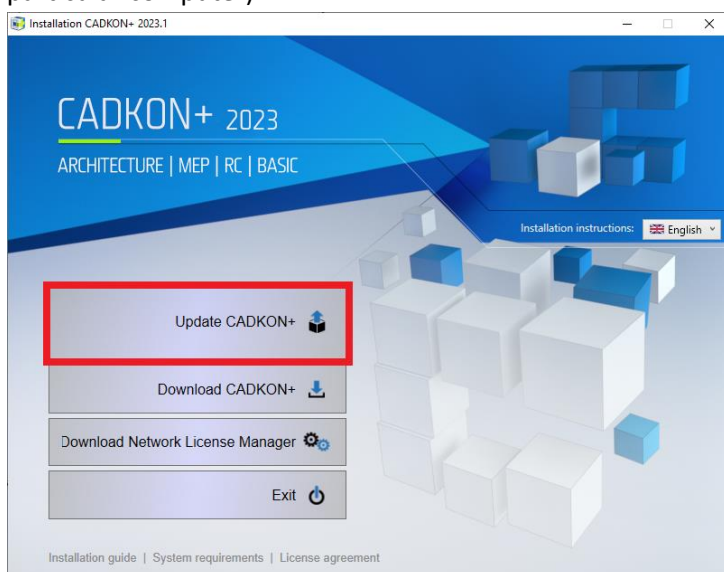 Installation CADKON+ 2023.1
CADKON+ 2023
ARCHITECTURE | MEP | RC | BASIC
Installation instructions: English
Update CADKON+
Download CADKON+
Download Network License Manager
Exit
Installation guide | System requirements | License agreement